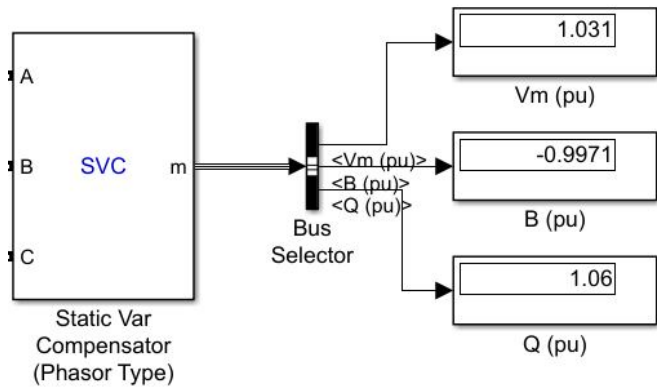 A
B
C
SVC
m
Static Var
Compensator
(Phasor Type)
<Vm (pu)>
<B (pu)>
<Q (pu)>
Bus
Selector
1.031
Vm (pu)
-0.9971
B (pu)
1.06
Q (pu)